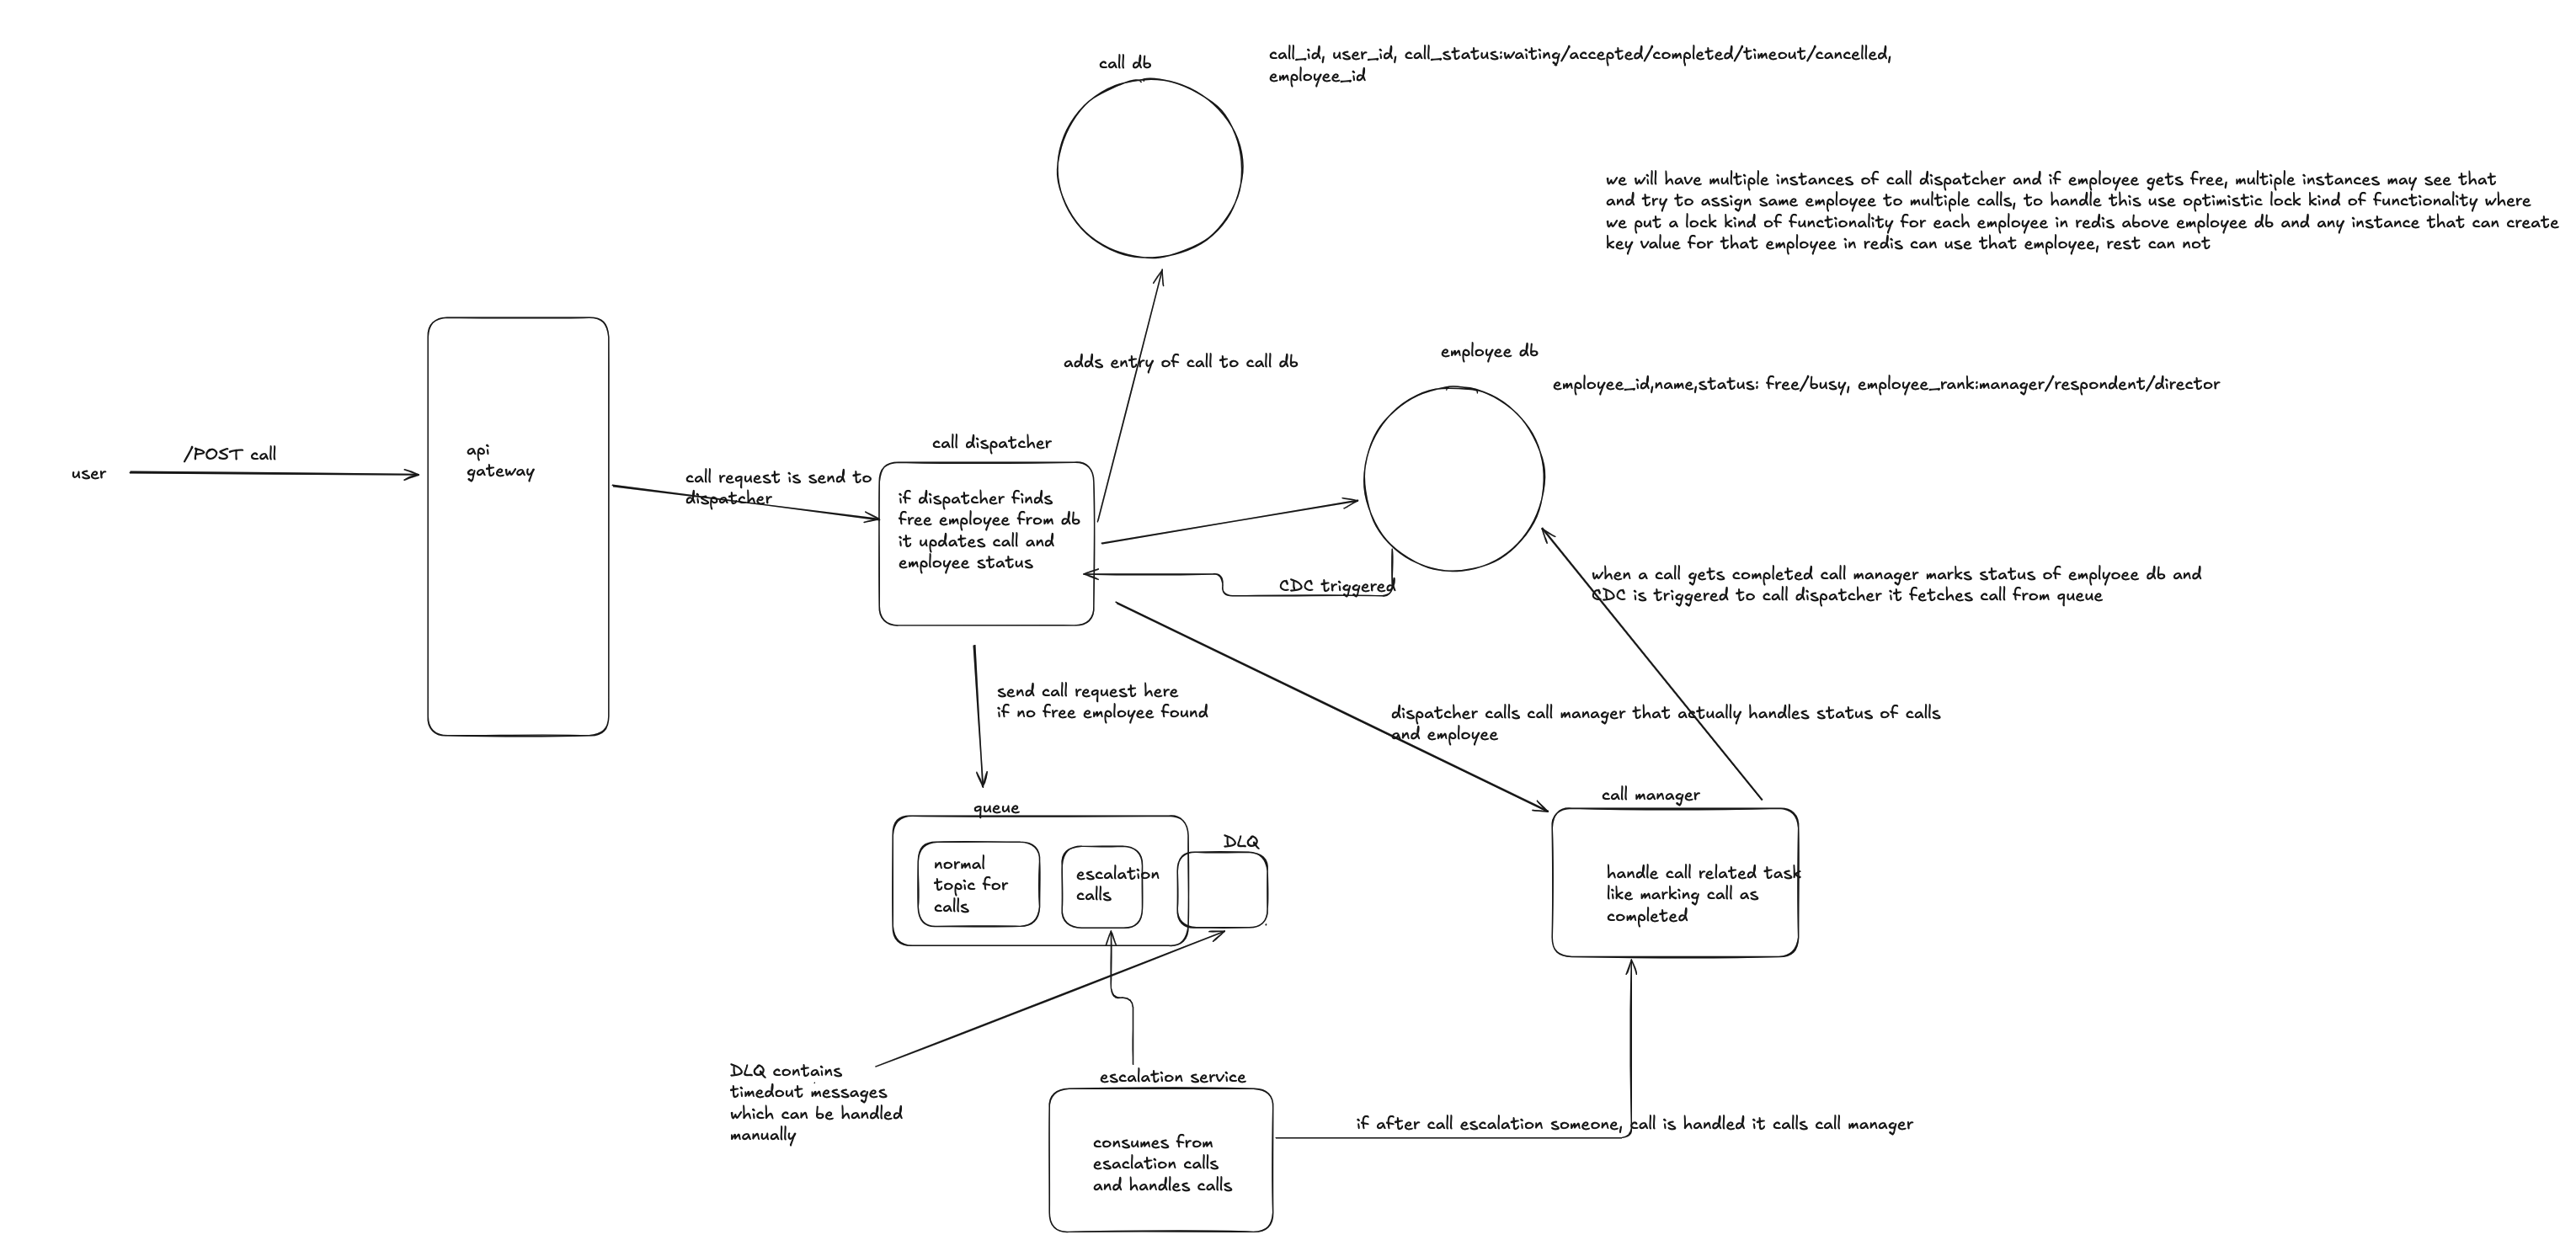 call db
call_id, user_id, call_status:waiting/accepted/completed/timeout/cancelled,
employee_id
we will have multiple instances of call dispatcher and if employee gets free, multiple instances may see that
and try to assign same employee to multiple calls, to handle this use optimistic lock kind of functionality where
we put a lock kind of functionality for each employee in redis above employee db and any instance that can create
key value for that employee in redis can use that employee, rest can not
adds entry of call to call db
employee db
employee_id,name,status: free/busy, employee_rank:manager/respondent/director
user
/POST call
api
gateway
call request is send to
dispatcher
call dispatcher
if dispatcher finds
free employee from db
it updates call and
employee status
CDC triggered
when a call gets completed call manager marks status of emplyoee db and
CDC is triggered to call dispatcher it fetches call from queue
send call request here
if no free employee found
dispatcher calls call manager that actually handles status of calls
and employee
queue
normal
topic for
calls
escalation
calls
DLQ
call manager
handle call related task
like marking call as
completed
DLQ contains
timedout messages
which can be handled
manually
escalation service
consumes from
esaclation calls
and handles calls
if after call escalation someone, call is handled it calls call manager